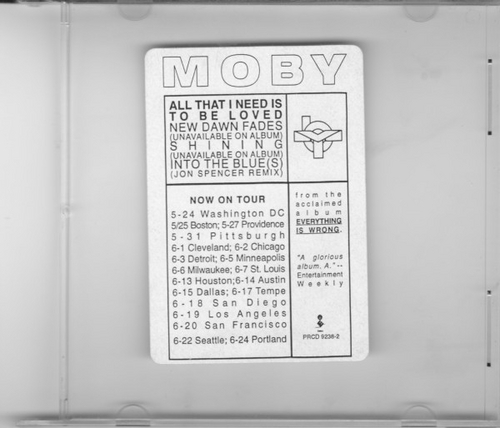 MOBY
ALL THAT I NEED IS
TO BE LOVED
NEW DAWN FADES
(UNAVAILABLE ON ALBUM)
SHINING
(UNAVAILABLE ON ALBUM)
INTO THE BLUE(S)
(JON SPENCER REMIX)
NOW ON TOUR
5-24 Washington DC
5/25 Boston; 5-27 Providence
5-31 Pittsburgh
6-1 Cleveland; 6-2 Chicago
6-3 Detroit; 6-5 Minneapolis
6-6 Milwaukee; 6-7 St. Louis
6-13 Houston;6-14 Austin
6-15 Dallas; 6-17 Tempe
6-18 San Diego
6-19 Los Angeles
6-20 San Francisco
6-22 Seattle; 6-24 Portland
from the
acclaimed
album
EVERYTHING
IS WRONG.
"A glorious
album. A."--
Entertainment
Weekly
PRCD 9238-2